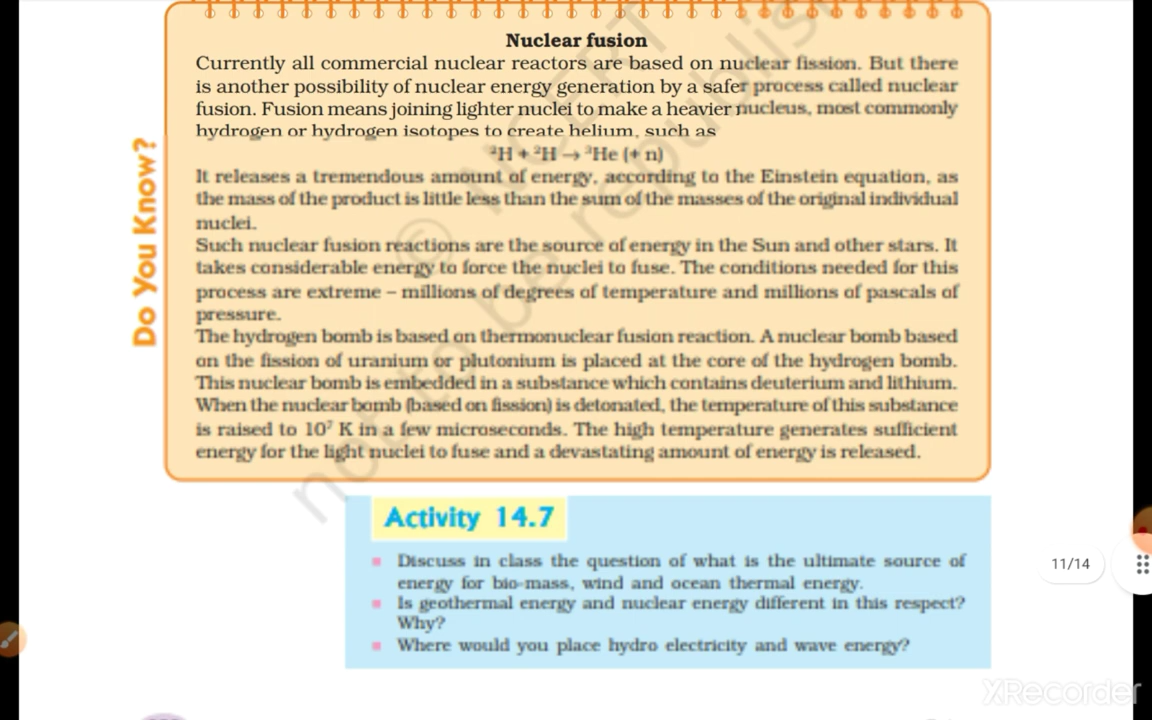 Nuclear fusion
Currently all commercial nuclear reactors are based on nuclear fission. But there
is another possibility of nuclear energy generation by a safer process called nuclear
fusion. Fusion means joining lighter nuclei to make a heavier nucleus, most commonly
hydrogen or hydrogen isotopes to create helium, such as
²H + ²H → ³He (+ n)
It releases a tremendous amount of energy, according to the Einstein equation, as
the mass of the product is little less than the sum of the masses of the original individual
nuclei.
Such nuclear fusion reactions are the source of energy in the Sun and other stars. It
takes considerable energy to force the nuclei to fuse. The conditions needed for this
process are extreme – millions of degrees of temperature and millions of pascals of
pressure.
The hydrogen bomb is based on thermonuclear fusion reaction. A nuclear bomb based
on the fission of uranium or plutonium is placed at the core of the hydrogen bomb.
This nuclear bomb is embedded in a substance which contains deuterium and lithium.
When the nuclear bomb (based on fission) is detonated, the temperature of this substance
is raised to 10⁷ K in a few microseconds. The high temperature generates sufficient
energy for the light nuclei to fuse and a devastating amount of energy is released.
Do You Know?
© NCERT
not to be republis
Activity 14.7
Discuss in class the question of what is the ultimate source of
energy for bio-mass, wind and ocean thermal energy.
Is geothermal energy and nuclear energy different in this respect?
Why?
Where would you place hydro electricity and wave energy?
11/14
XRecorder